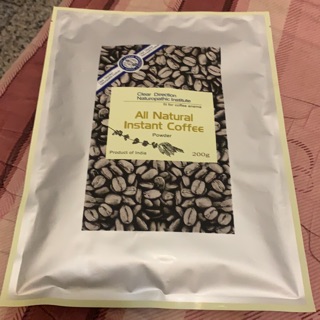 Clear Direction
Naturopathic Institute
All Natural
Instant Coffee
Powder
Product of India
200g